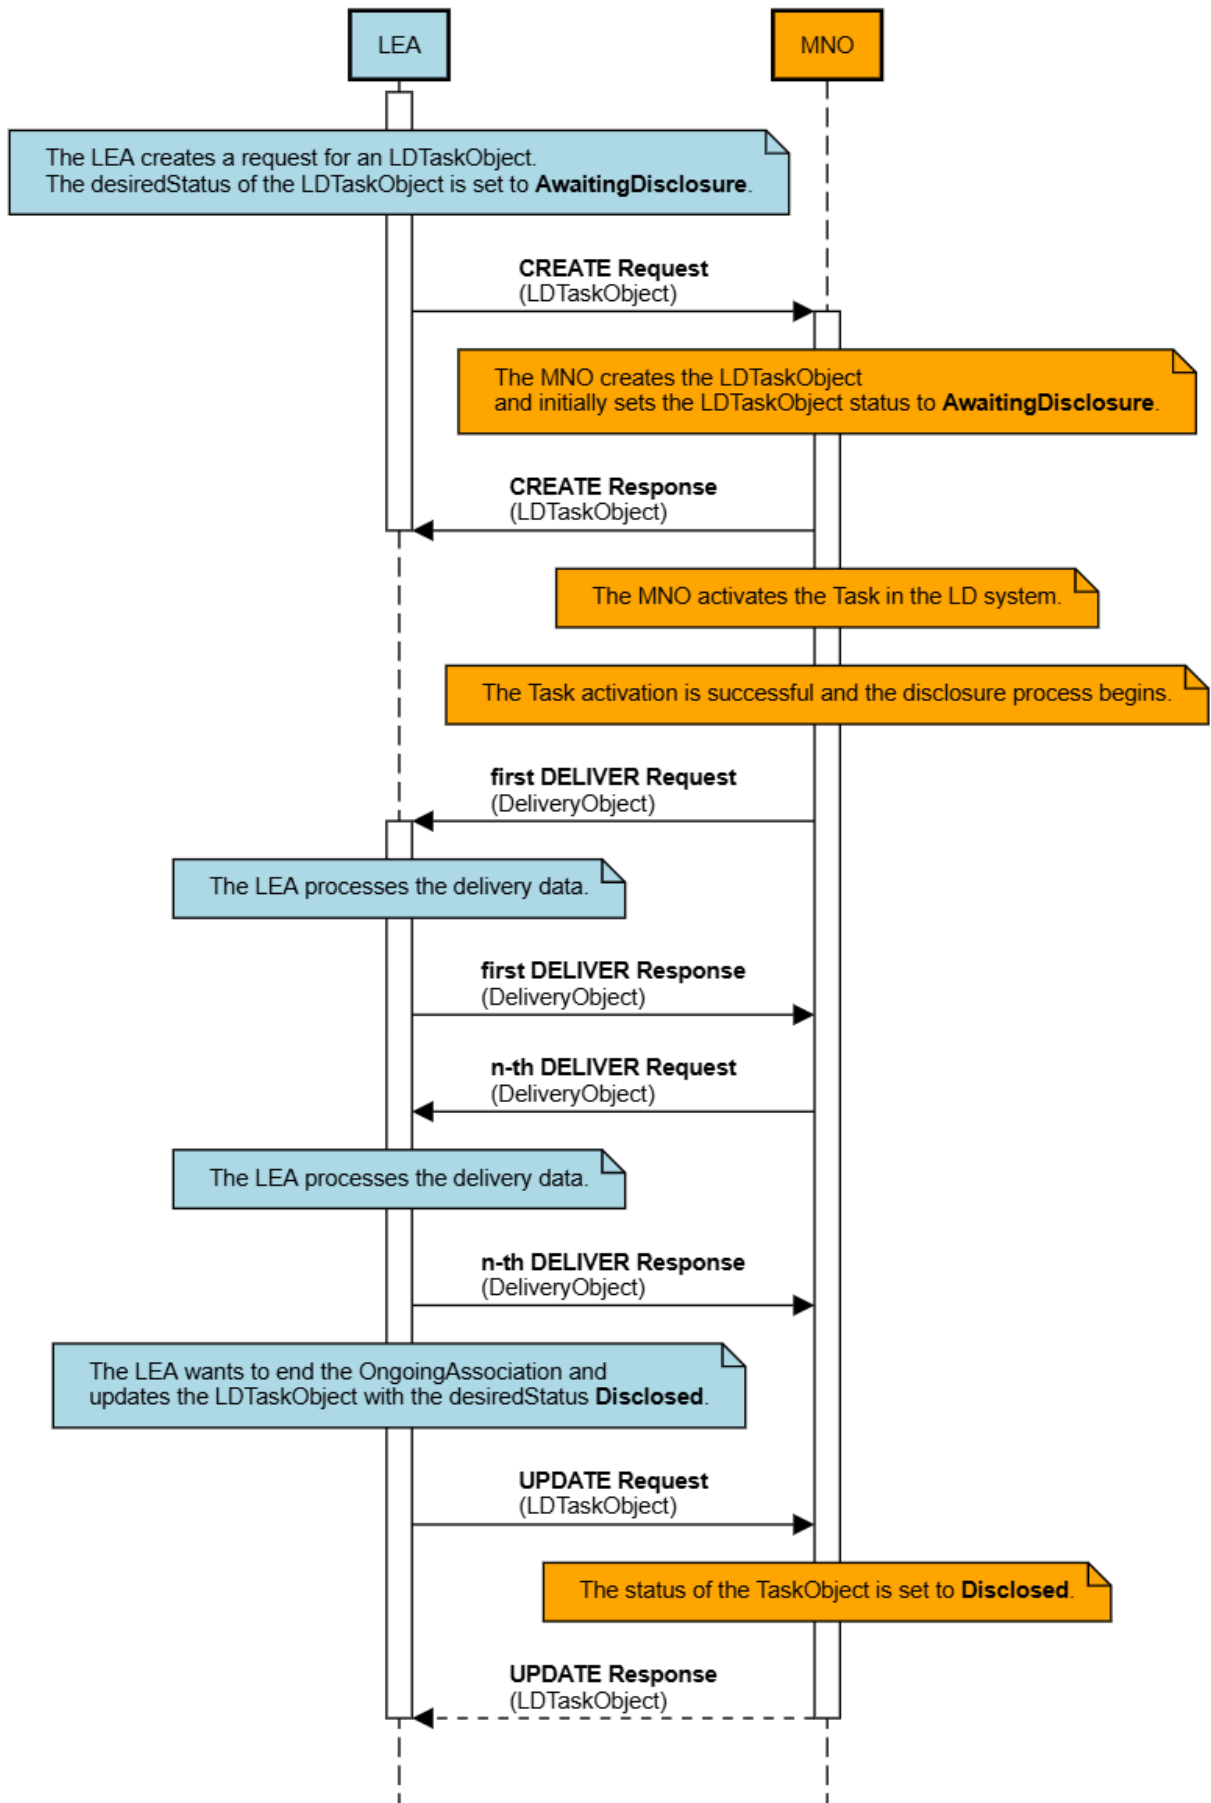 LEA
MNO
The LEA creates a request for an LDTaskObject.
The desiredStatus of the LDTaskObject is set to AwaitingDisclosure.
CREATE Request
(LDTaskObject)
The MNO creates the LDTaskObject
and initially sets the LDTaskObject status to AwaitingDisclosure.
CREATE Response
(LDTaskObject)
The MNO activates the Task in the LD system.
The Task activation is successful and the disclosure process begins.
first DELIVER Request
(DeliveryObject)
The LEA processes the delivery data.
first DELIVER Response
(DeliveryObject)
n-th DELIVER Request
(DeliveryObject)
The LEA processes the delivery data.
n-th DELIVER Response
(DeliveryObject)
The LEA wants to end the OngoingAssociation and
updates the LDTaskObject with the desiredStatus Disclosed.
UPDATE Request
(LDTaskObject)
The status of the TaskObject is set to Disclosed.
UPDATE Response
(LDTaskObject)